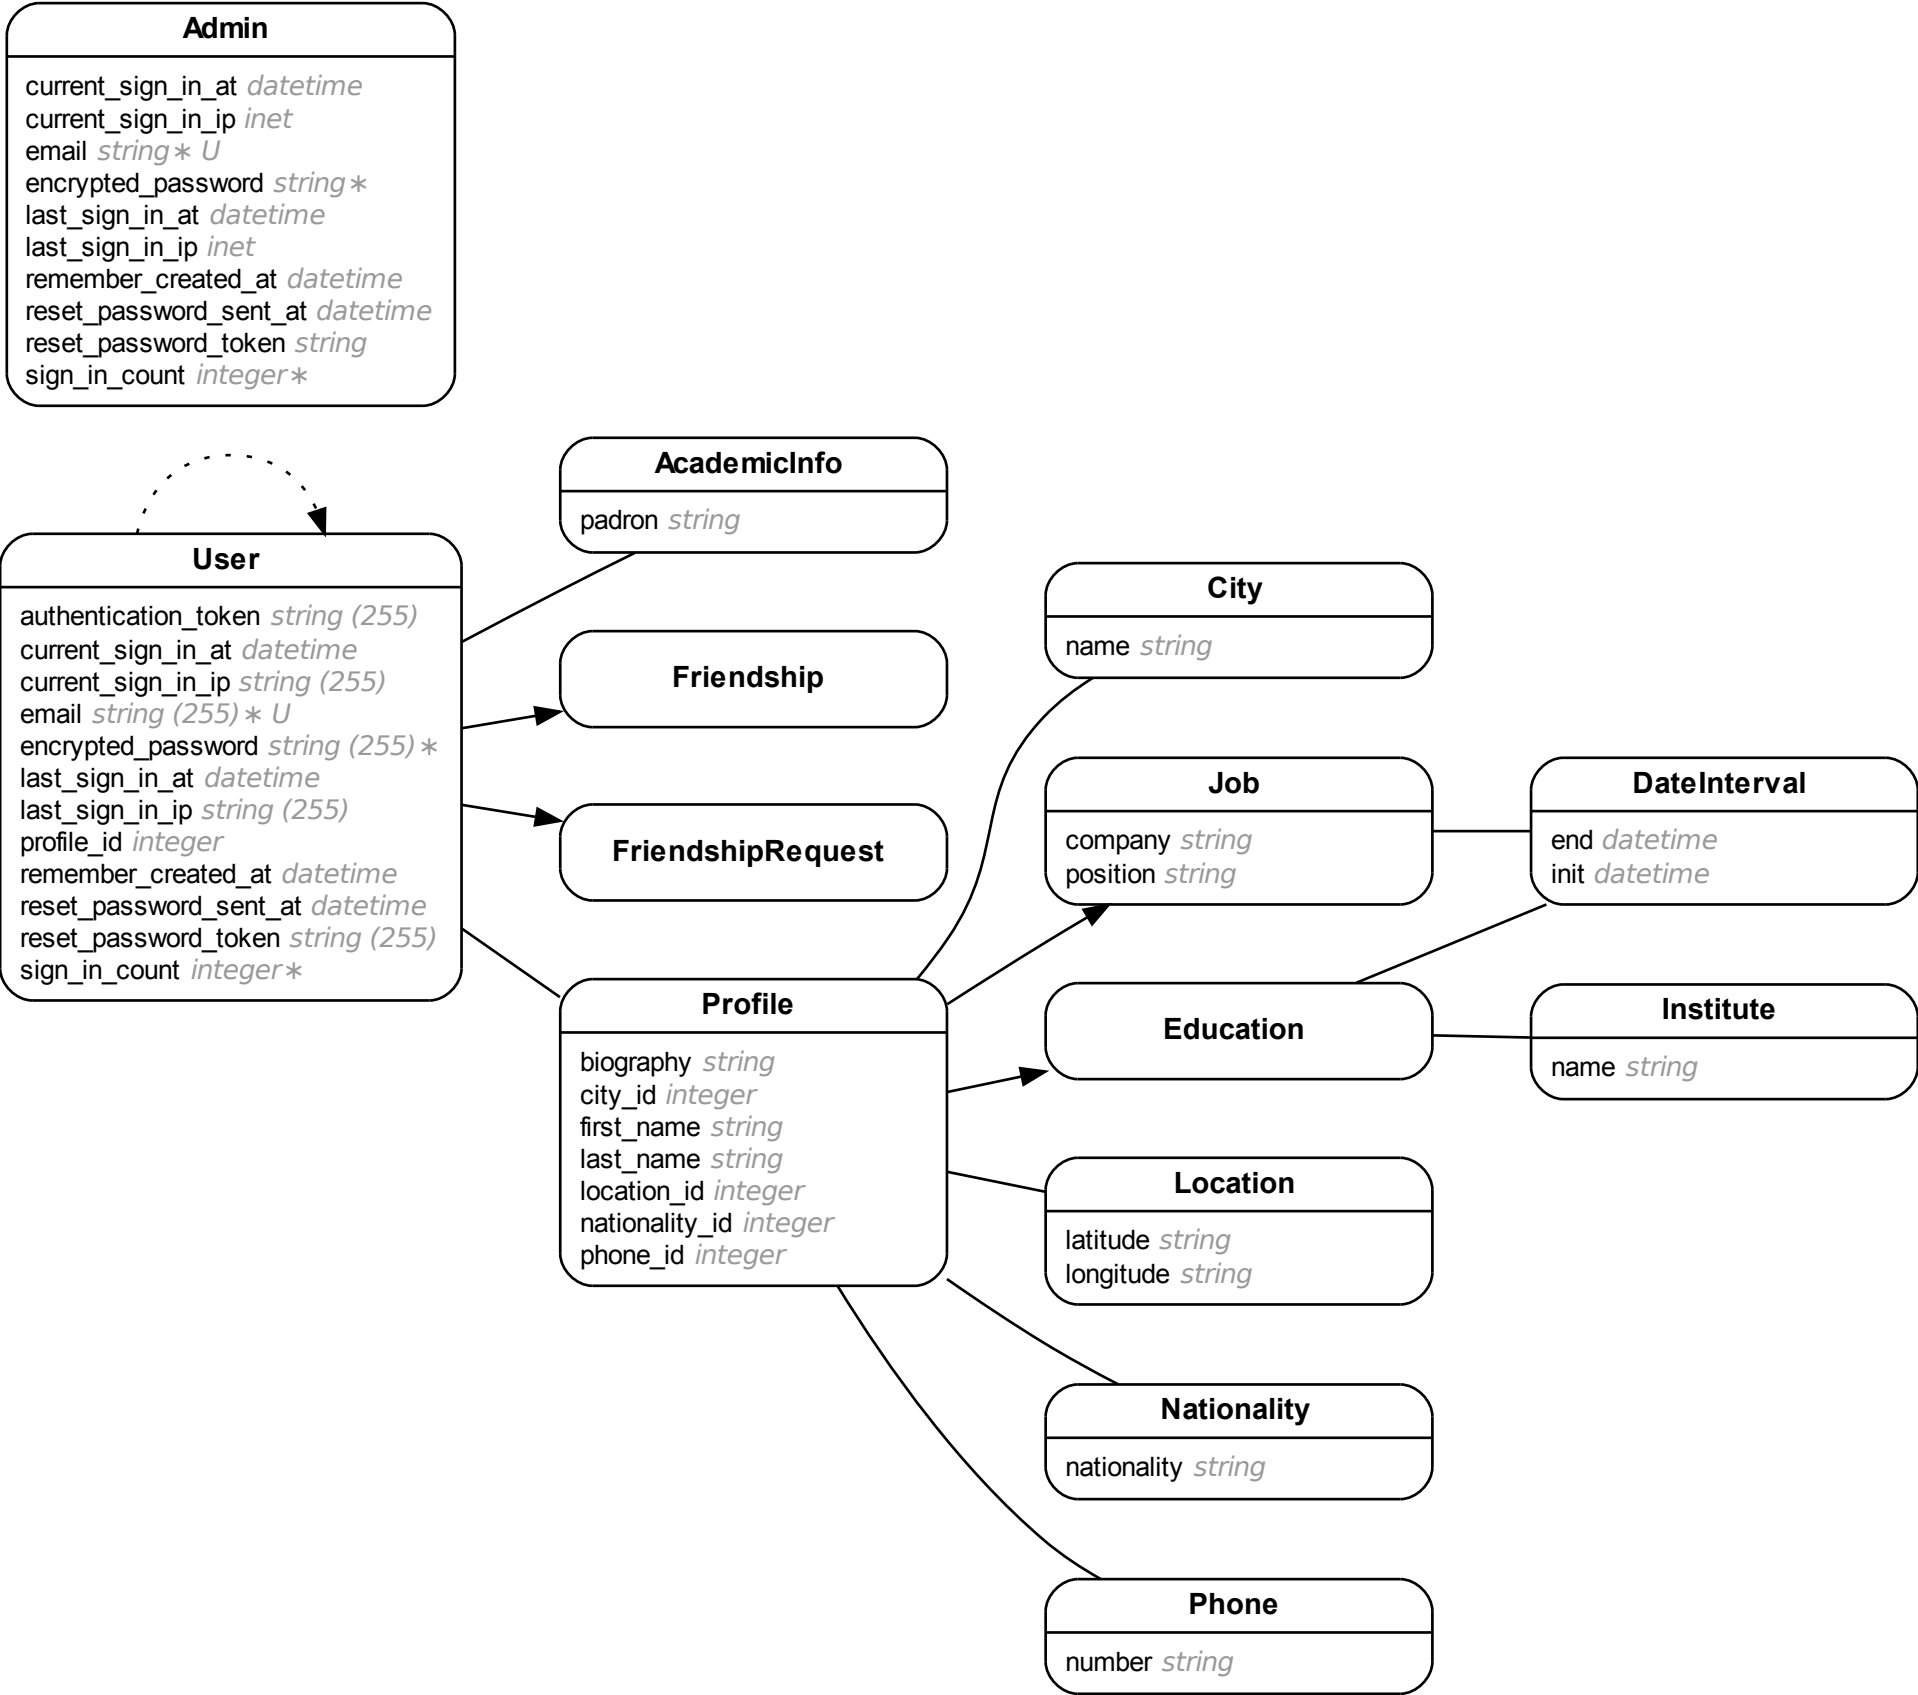 Admin
current_sign_in_at datetime
current_sign_in_ip inet
email string∗ U
encrypted_password string∗
last_sign_in_at datetime
last_sign_in_ip inet
remember_created_at datetime
reset_password_sent_at datetime
reset_password_token string
sign_in_count integer∗
User
authentication_token string (255)
current_sign_in_at datetime
current_sign_in_ip string (255)
email string (255)∗ U
encrypted_password string (255)∗
last_sign_in_at datetime
last_sign_in_ip string (255)
profile_id integer
remember_created_at datetime
reset_password_sent_at datetime
reset_password_token string (255)
sign_in_count integer∗
AcademicInfo
padron string
Friendship
FriendshipRequest
Profile
biography string
city_id integer
first_name string
last_name string
location_id integer
nationality_id integer
phone_id integer
City
name string
Job
company string
position string
DateInterval
end datetime
init datetime
Education
Institute
name string
Location
latitude string
longitude string
Nationality
nationality string
Phone
number string